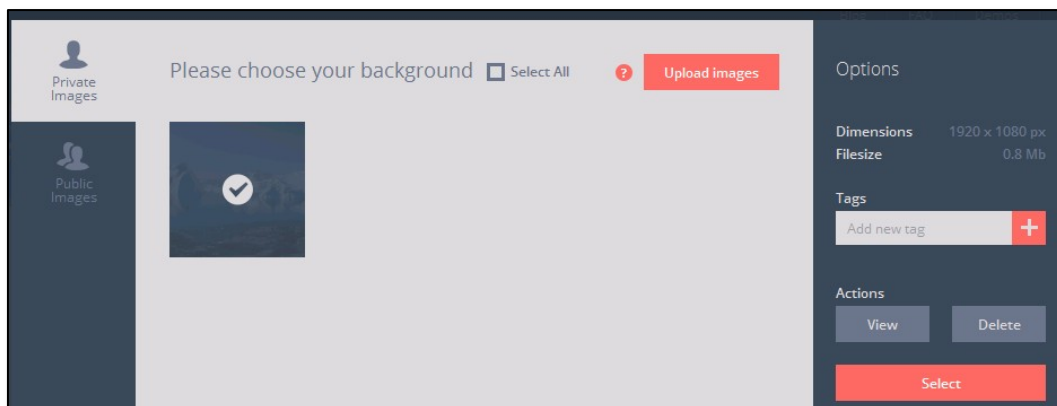 Private
Images
Public
Images
Please choose your background
Select All
?
Upload images
Options
Dimensions 1920 x 1080 px
Filesize 0.8 Mb
Tags
Add new tag
Actions
View
Delete
Select